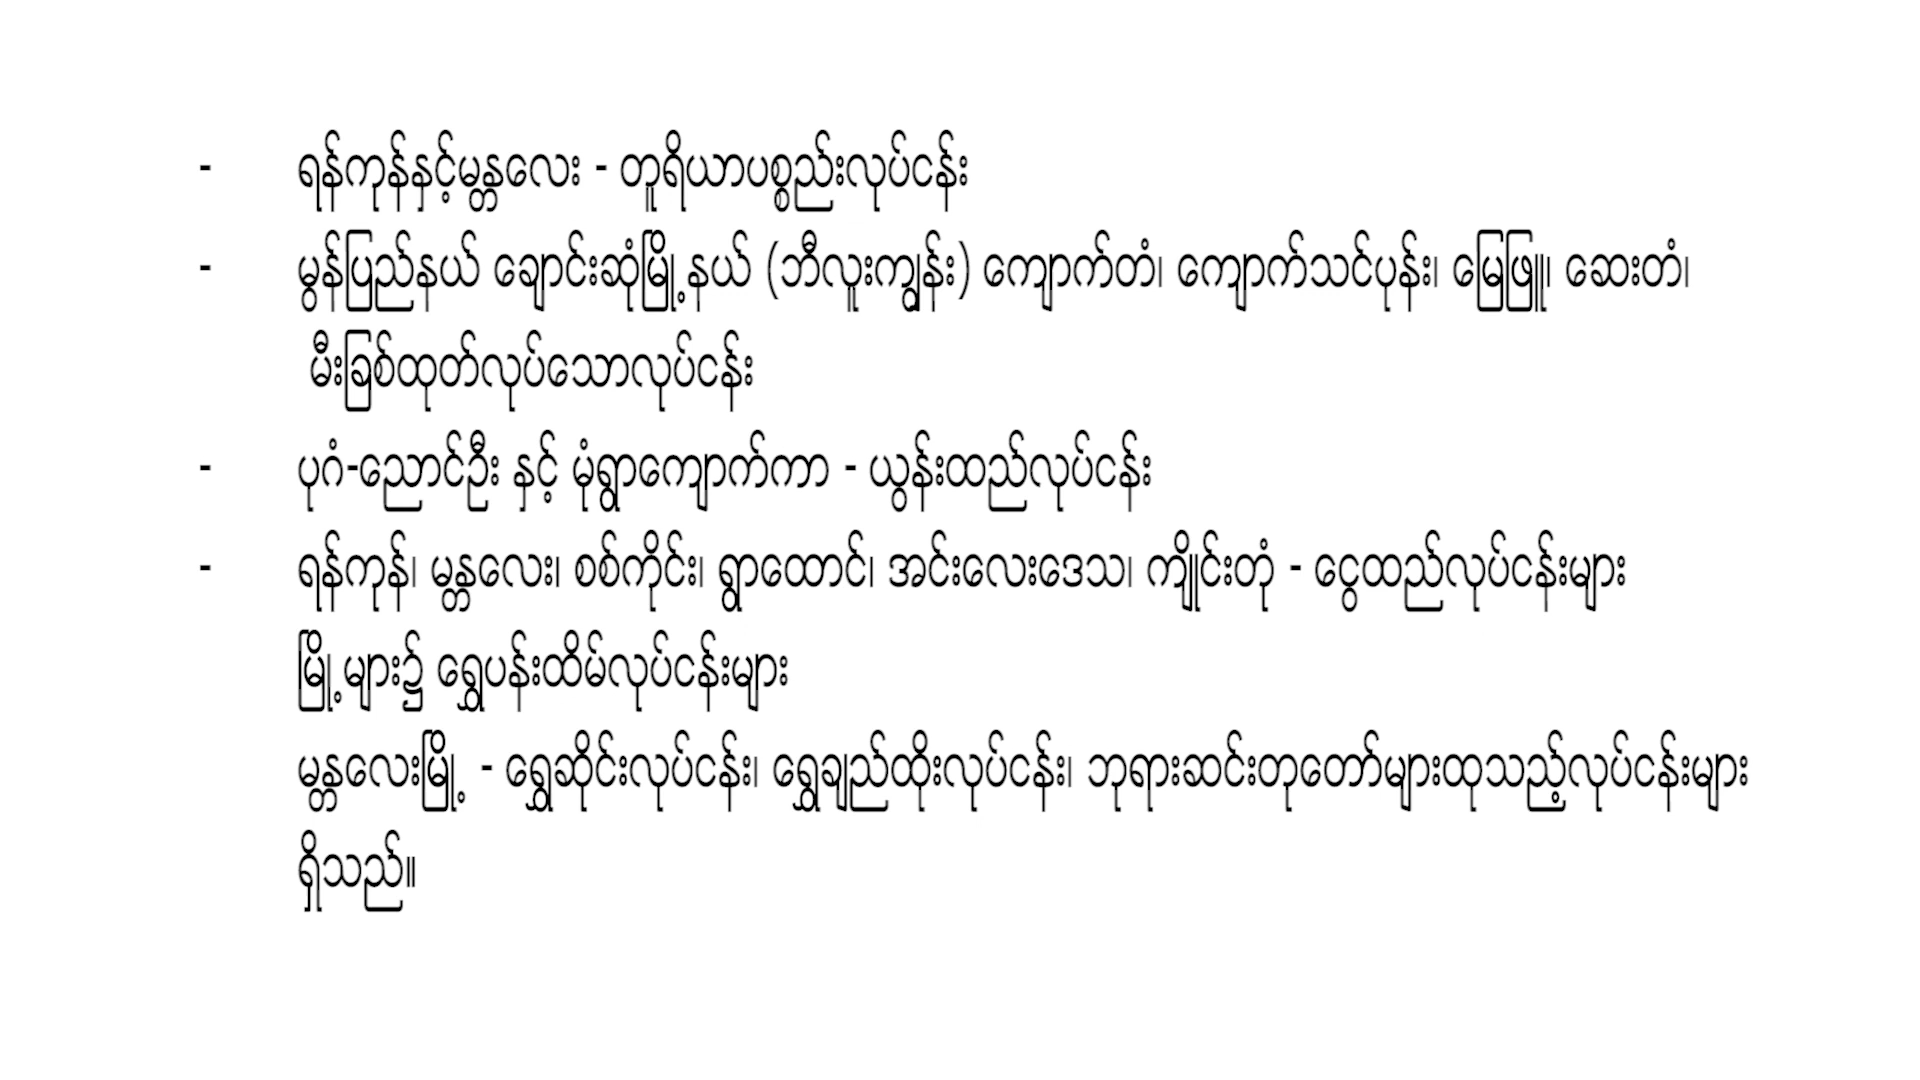 - ရန်ကုန်နှင့်မန္တလေး - တူရိယာပစ္စည်းလုပ်ငန်း
- မွန်ပြည်နယ် ချောင်းဆုံမြို့နယ် (ဘီလူးကျွန်း) ကျောက်တံ၊ ကျောက်သင်ပုန်း၊ မြေဖြူ၊ ဆေးတံ၊
မီးခြစ်ထုတ်လုပ်သောလုပ်ငန်း
- ပုဂံ-ညောင်ဦး နှင့် မုံရွာကျောက်ကာ - ယွန်းထည်လုပ်ငန်း
- ရန်ကုန်၊ မန္တလေး၊ စစ်ကိုင်း၊ ရွာထောင်၊ အင်းလေးဒေသ၊ ကျိုင်းတုံ - ငွေထည်လုပ်ငန်းများ
မြို့များ၌ ရွှေပန်းထိမ်လုပ်ငန်းများ
မန္တလေးမြို့ - ရွှေဆိုင်းလုပ်ငန်း၊ ရွှေချည်ထိုးလုပ်ငန်း၊ ဘုရားဆင်းတုတော်များထုသည့်လုပ်ငန်းများ
ရှိသည်။